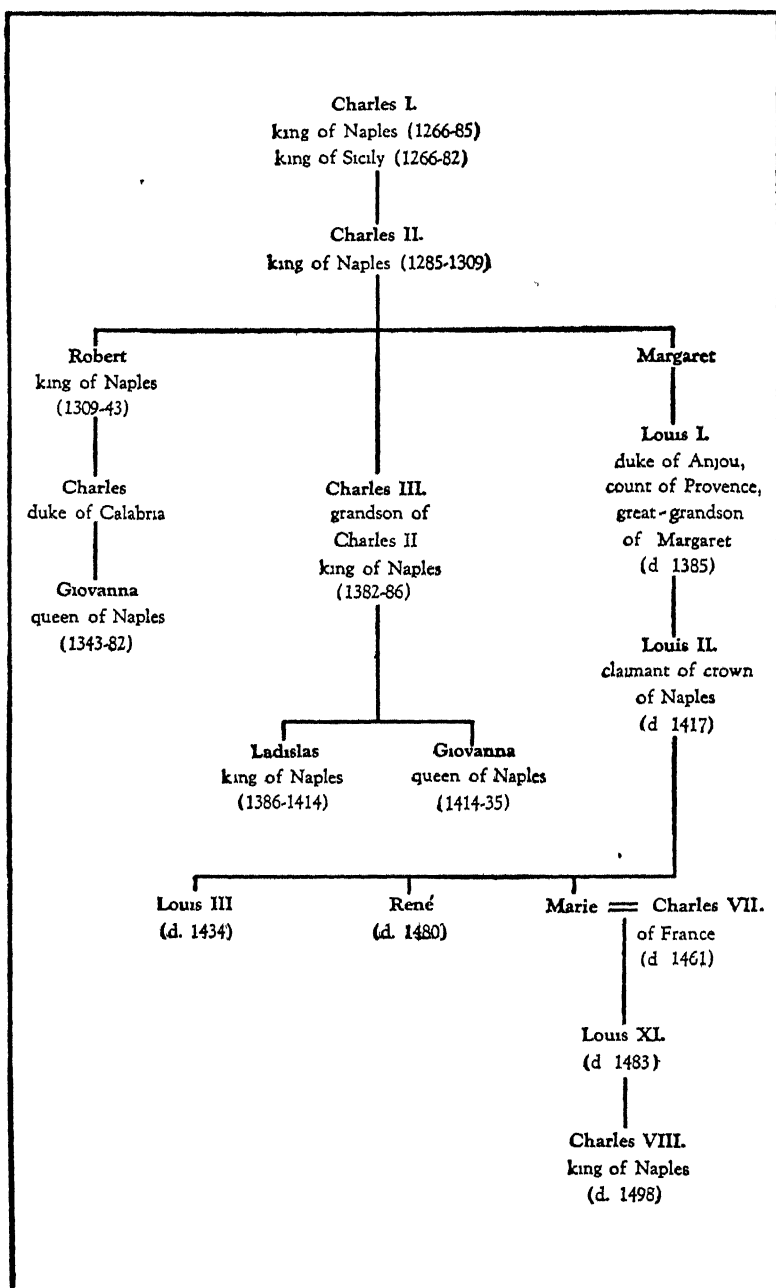 Charles I.
king of Naples (1266-85)
king of Sicily (1266-82)
Charles II.
king of Naples (1285-1309)
Robert
king of Naples
(1309-43)
Charles
duke of Calabria
Giovanna
queen of Naples
(1343-82)
Charles III.
grandson of
Charles II
king of Naples
(1382-86)
Margaret
Louis I.
duke of Anjou,
count of Provence,
great-grandson
of Margaret
(d 1385)
Louis II.
claimant of crown
of Naples
(d 1417)
Ladislas
king of Naples
(1386-1414)
Giovanna
queen of Naples
(1414-35)
Louis III
(d. 1434)
René
(d. 1480)
Marie = Charles VII.
of France
(d 1461)
Louis XI.
(d 1483)
Charles VIII.
king of Naples
(d. 1498)